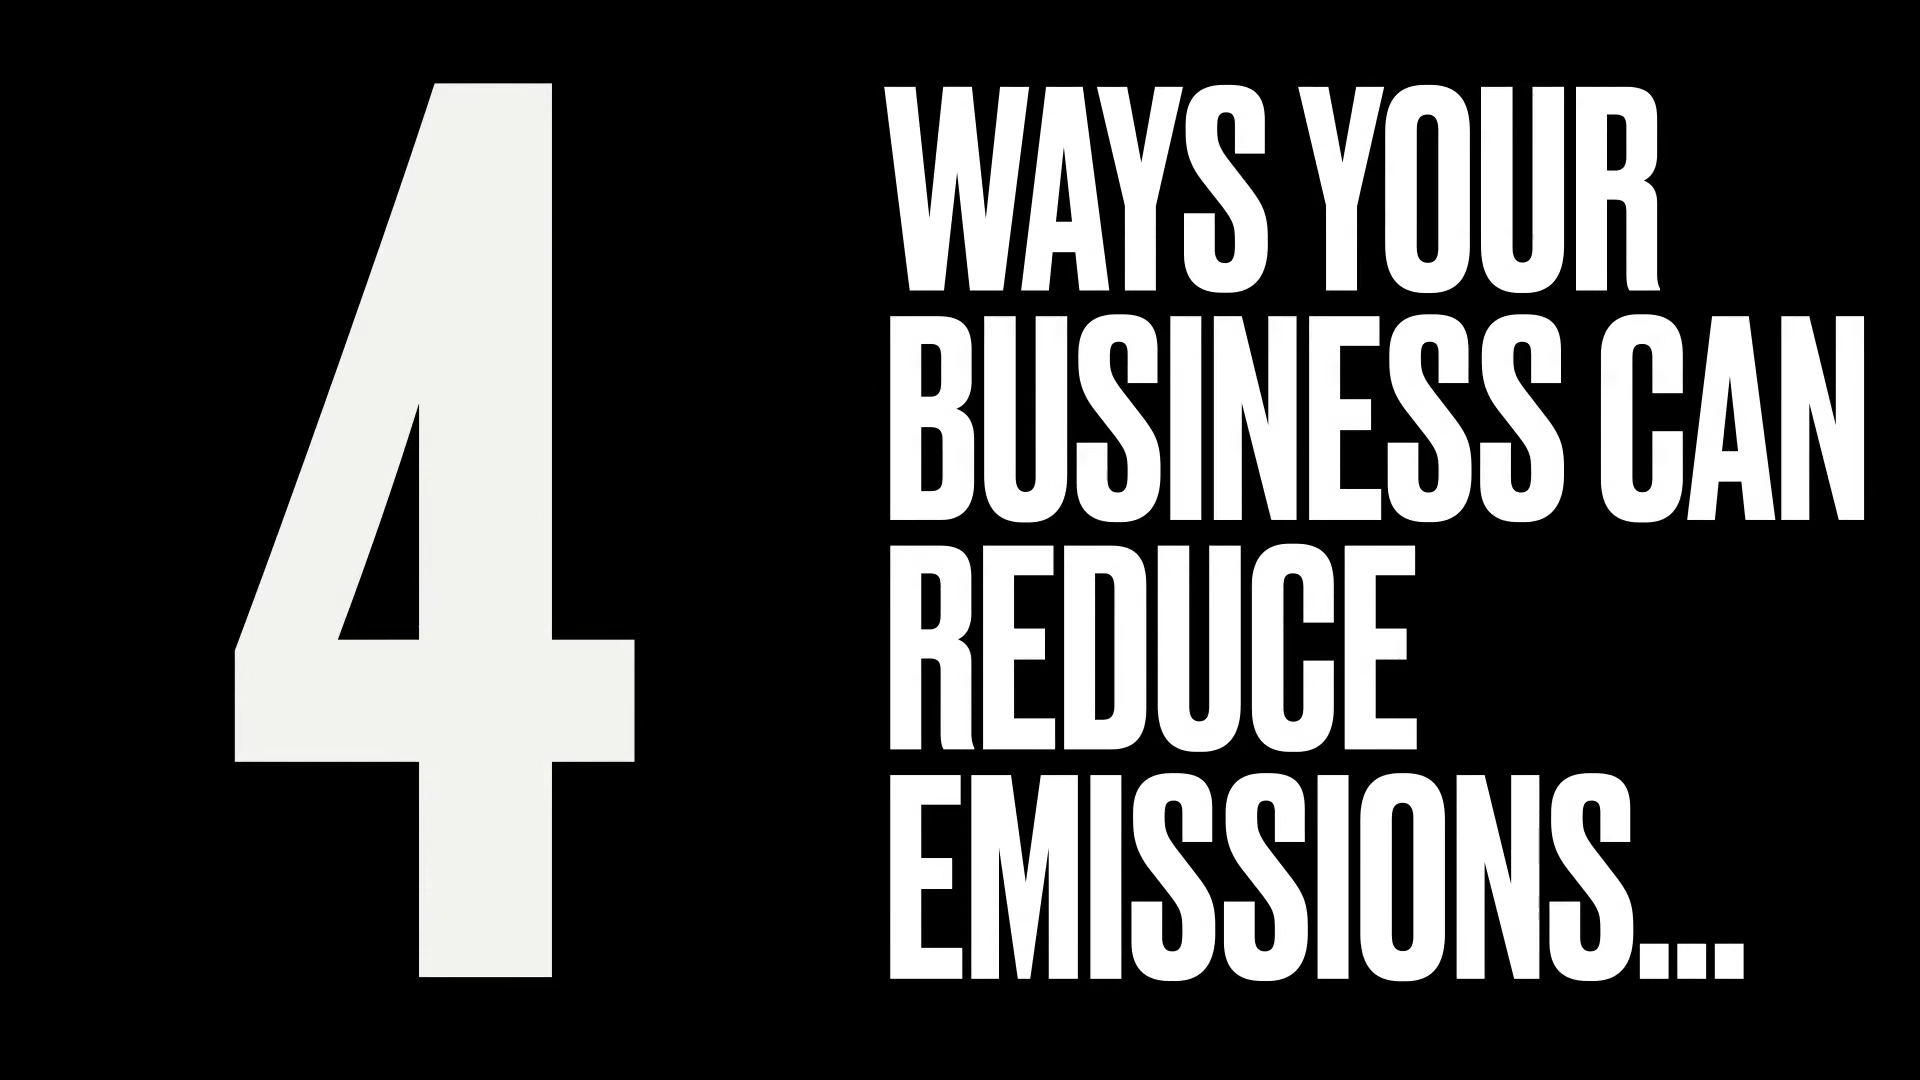 4
WAYS YOUR
BUSINESS CAN
REDUCE
EMISSIONS...